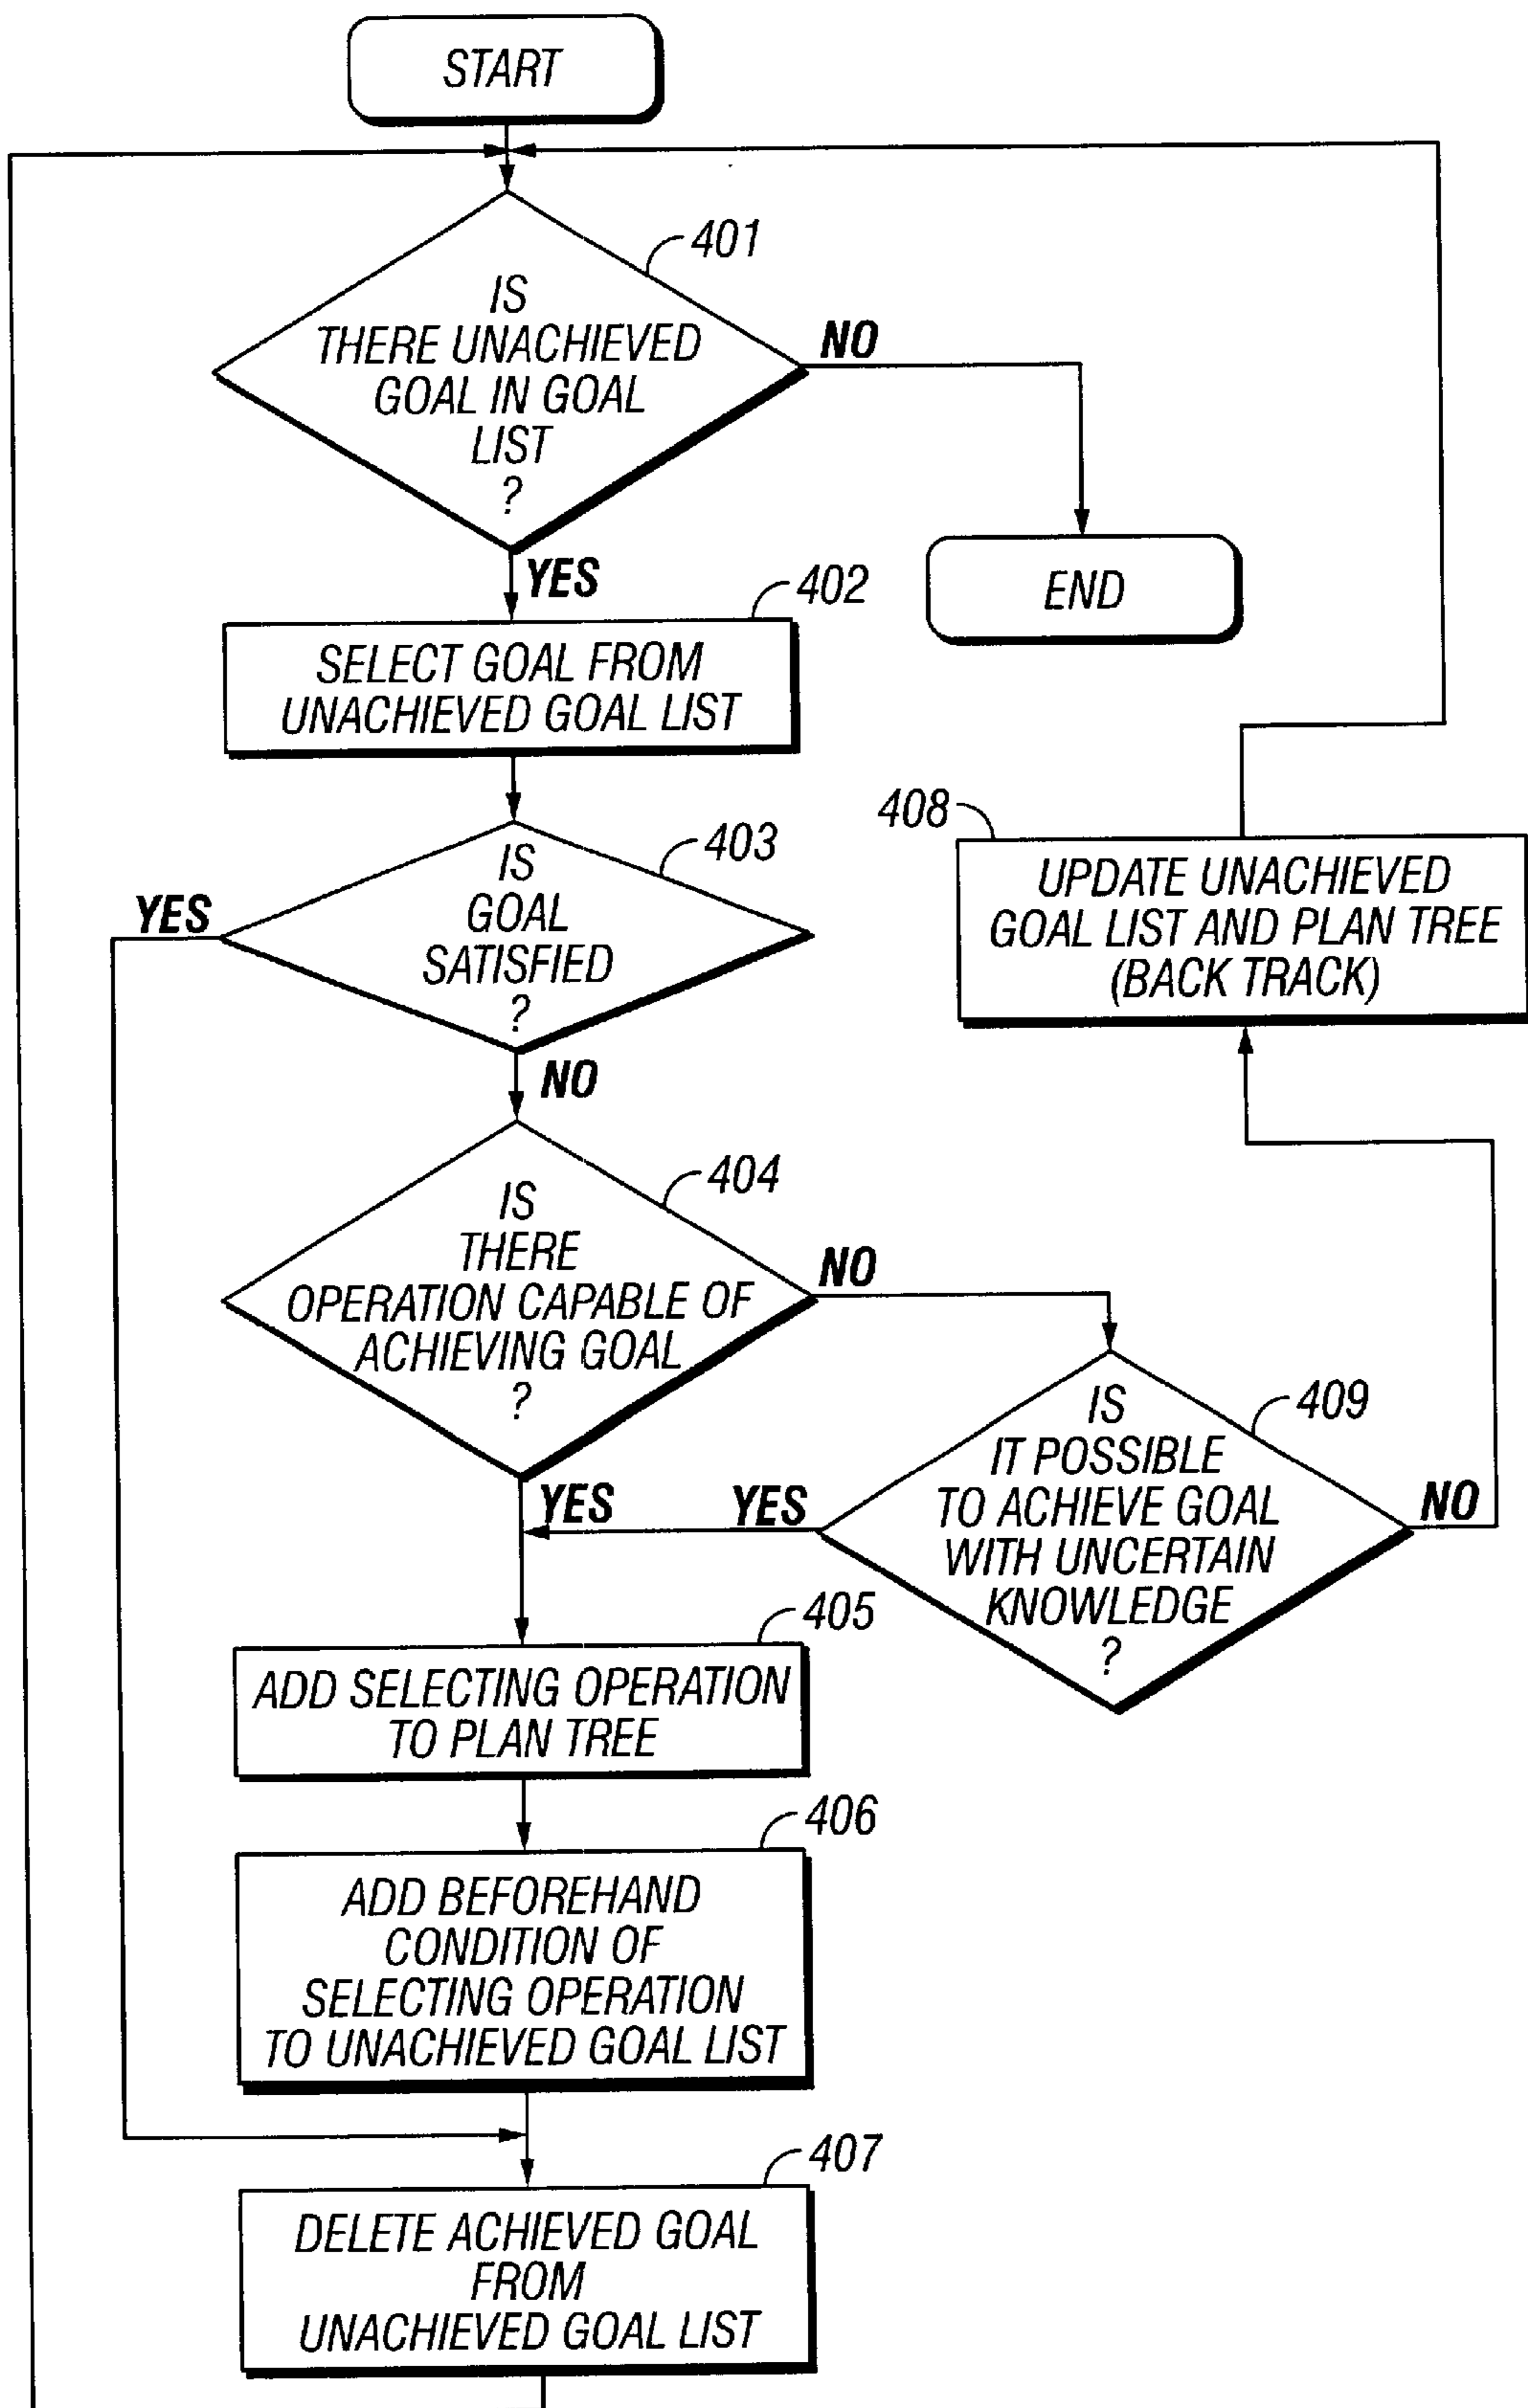 START
401
IS
THERE UNACHIEVED
GOAL IN GOAL
LIST
?
NO
YES
END
402
SELECT GOAL FROM
UNACHIEVED GOAL LIST
403
IS
GOAL
SATISFIED
?
YES
NO
408
UPDATE UNACHIEVED
GOAL LIST AND PLAN TREE
(BACK TRACK)
404
IS
THERE
OPERATION CAPABLE OF
ACHIEVING GOAL
?
NO
YES
409
IS
IT POSSIBLE
TO ACHIEVE GOAL
WITH UNCERTAIN
KNOWLEDGE
?
YES
NO
405
ADD SELECTING OPERATION
TO PLAN TREE
406
ADD BEFOREHAND
CONDITION OF
SELECTING OPERATION
TO UNACHIEVED GOAL LIST
407
DELETE ACHIEVED GOAL
FROM
UNACHIEVED GOAL LIST